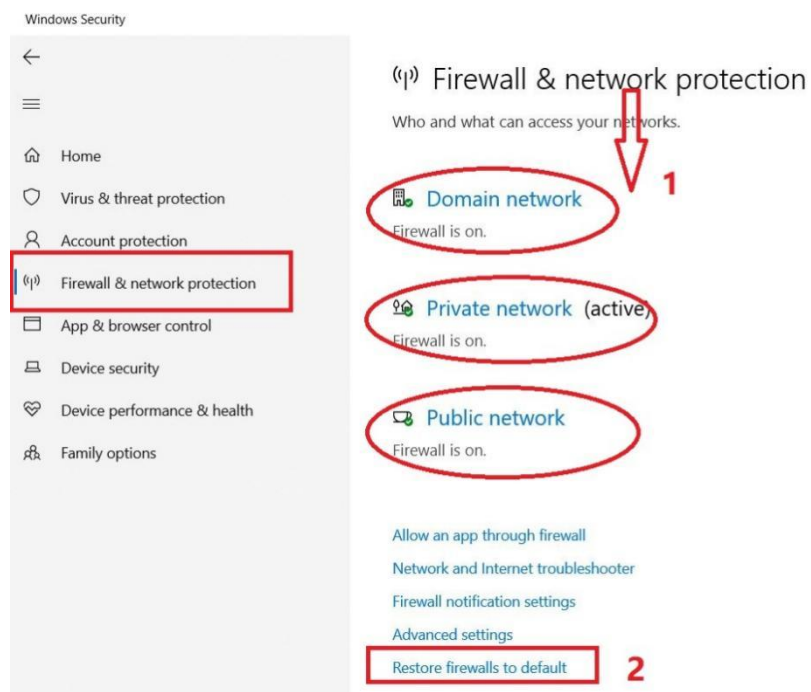 Windows Security
Home
Virus & threat protection
Account protection
Firewall & network protection
App & browser control
Device security
Device performance & health
Family options
Firewall & network protection
Who and what can access your networks.
1
Domain network
Firewall is on.
Private network (active)
Firewall is on.
Public network
Firewall is on.
Allow an app through firewall
Network and Internet troubleshooter
Firewall notification settings
Advanced settings
Restore firewalls to default 2